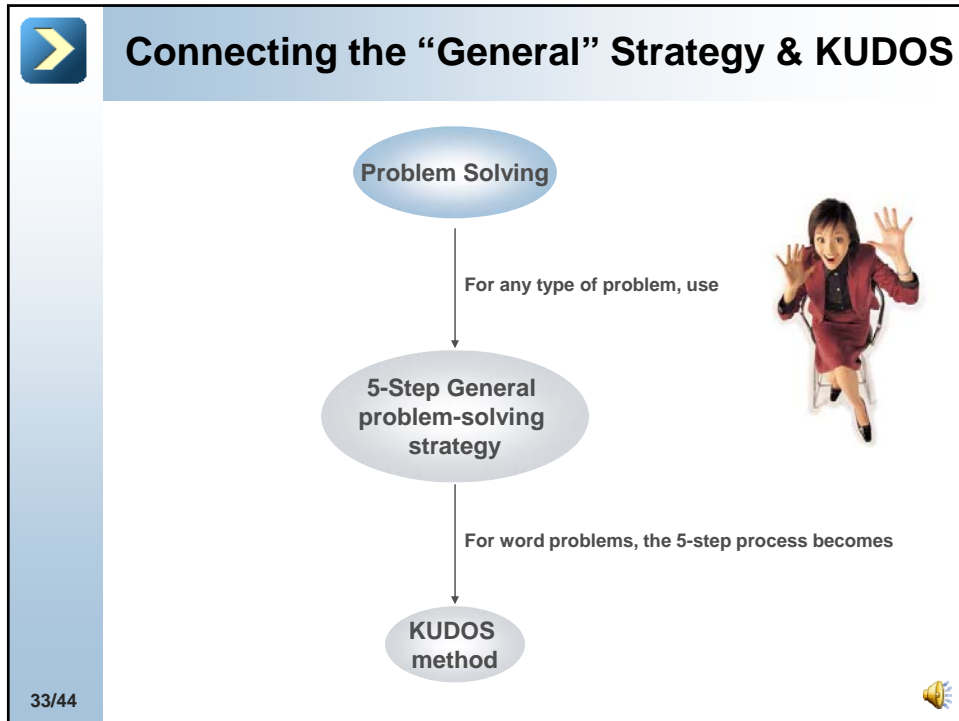 Connecting the “General” Strategy & KUDOS
Problem Solving
For any type of problem, use
5-Step General
problem-solving
strategy
For word problems, the 5-step process becomes
KUDOS
method
33/44